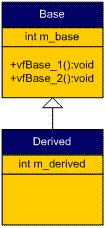 Base
int m_base
+vfBase_1():void
+vfBase_2():void
Derived
int m_derived